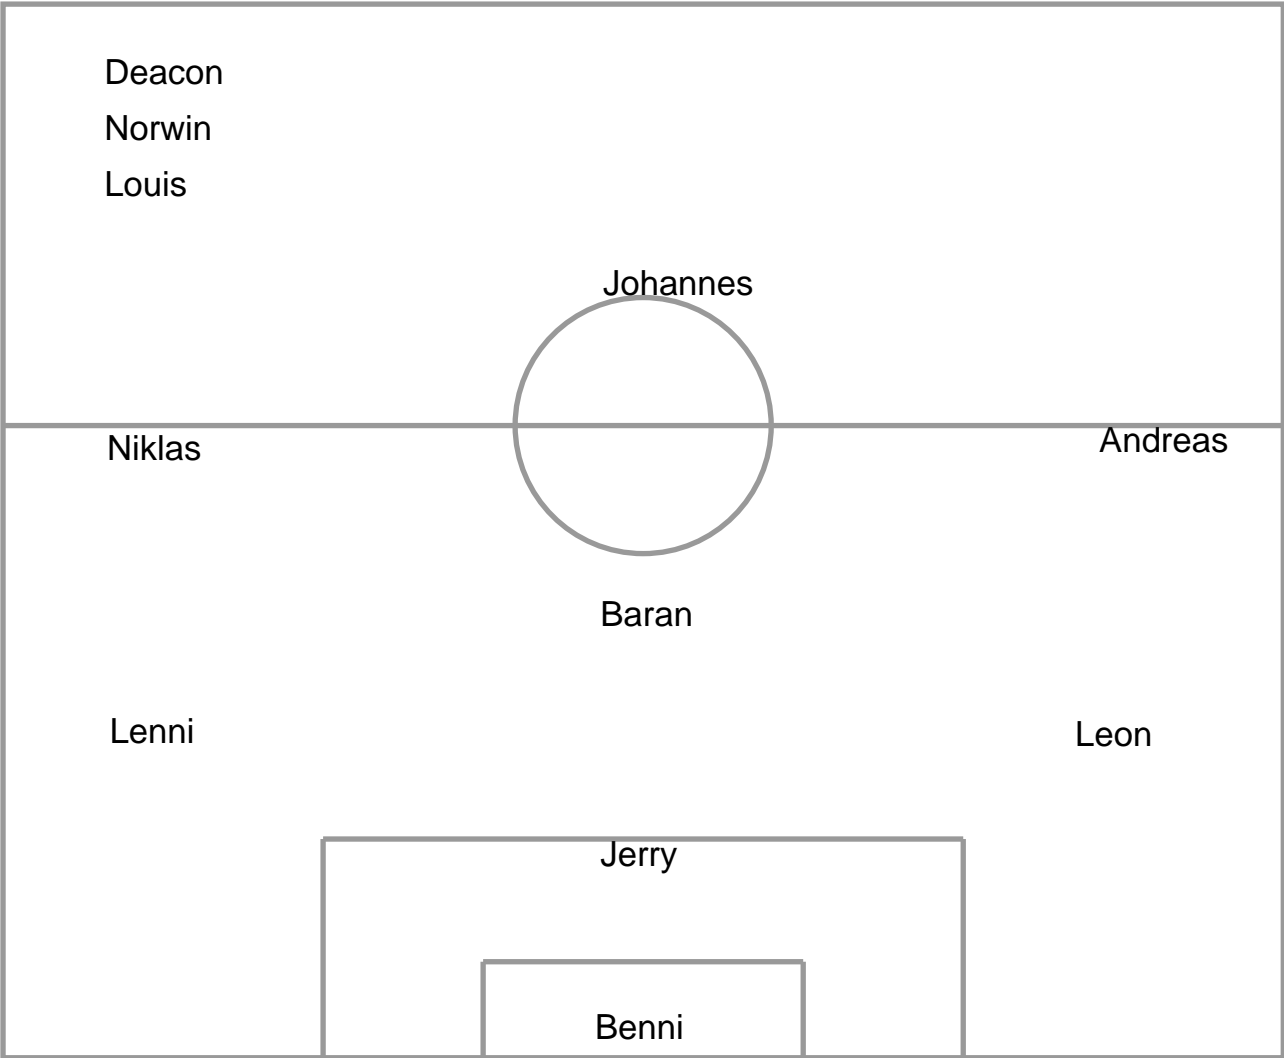 Deacon
Norwin
Louis
Johannes
Niklas
Andreas
Baran
Lenni
Leon
Jerry
Benni